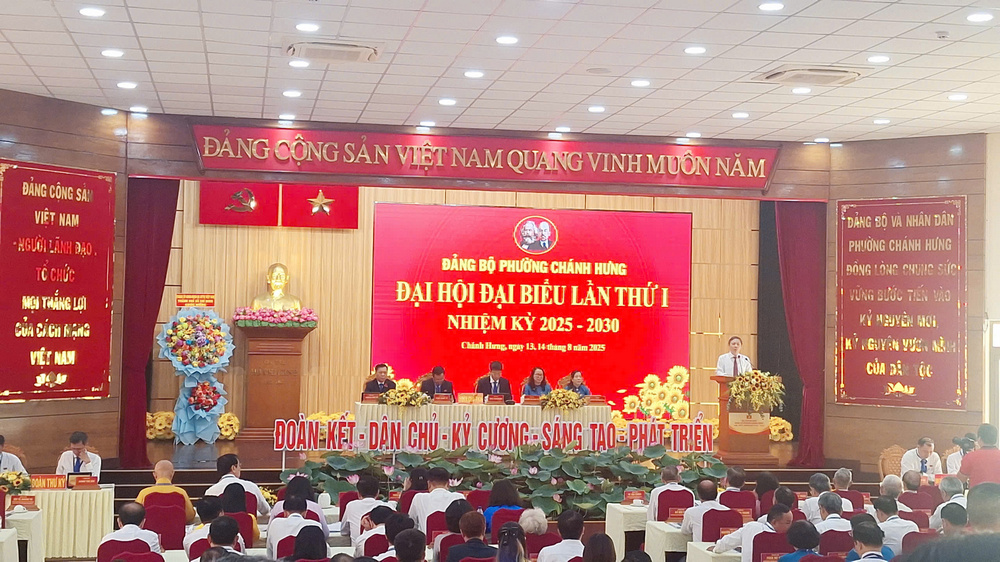 ĐẢNG CỘNG SẢN VIỆT NAM QUANG VINH MUÔN NĂM
ĐẢNG CỘNG SẢN
VIỆT NAM
NGƯỜI LÃNH ĐẠO
TỔ CHỨC
MỌI THẮNG LỢI
CỦA CÁCH MẠNG
VIỆT NAM
ĐẢNG BỘ PHƯỜNG CHÁNH HƯNG
ĐẠI HỘI ĐẠI BIỂU LẦN THỨ I
NHIỆM KỲ 2025 - 2030
Chánh Hưng, ngày 13, 14 tháng 8 năm 2025
ĐẢNG BỘ VÀ NHÂN DÂN
PHƯỜNG CHÁNH HƯNG
ĐỒNG LÒNG CHUNG SỨC
VỮNG BƯỚC TIẾN VÀO
KỶ NGUYÊN MỚI,
KỶ NGUYÊN VƯƠN MÌNH
CỦA DÂN TỘC
ĐOÀN KẾT - DÂN CHỦ - KỶ CƯƠNG - SÁNG TẠO - PHÁT TRIỂN
ĐOÀN THƯ KÝ